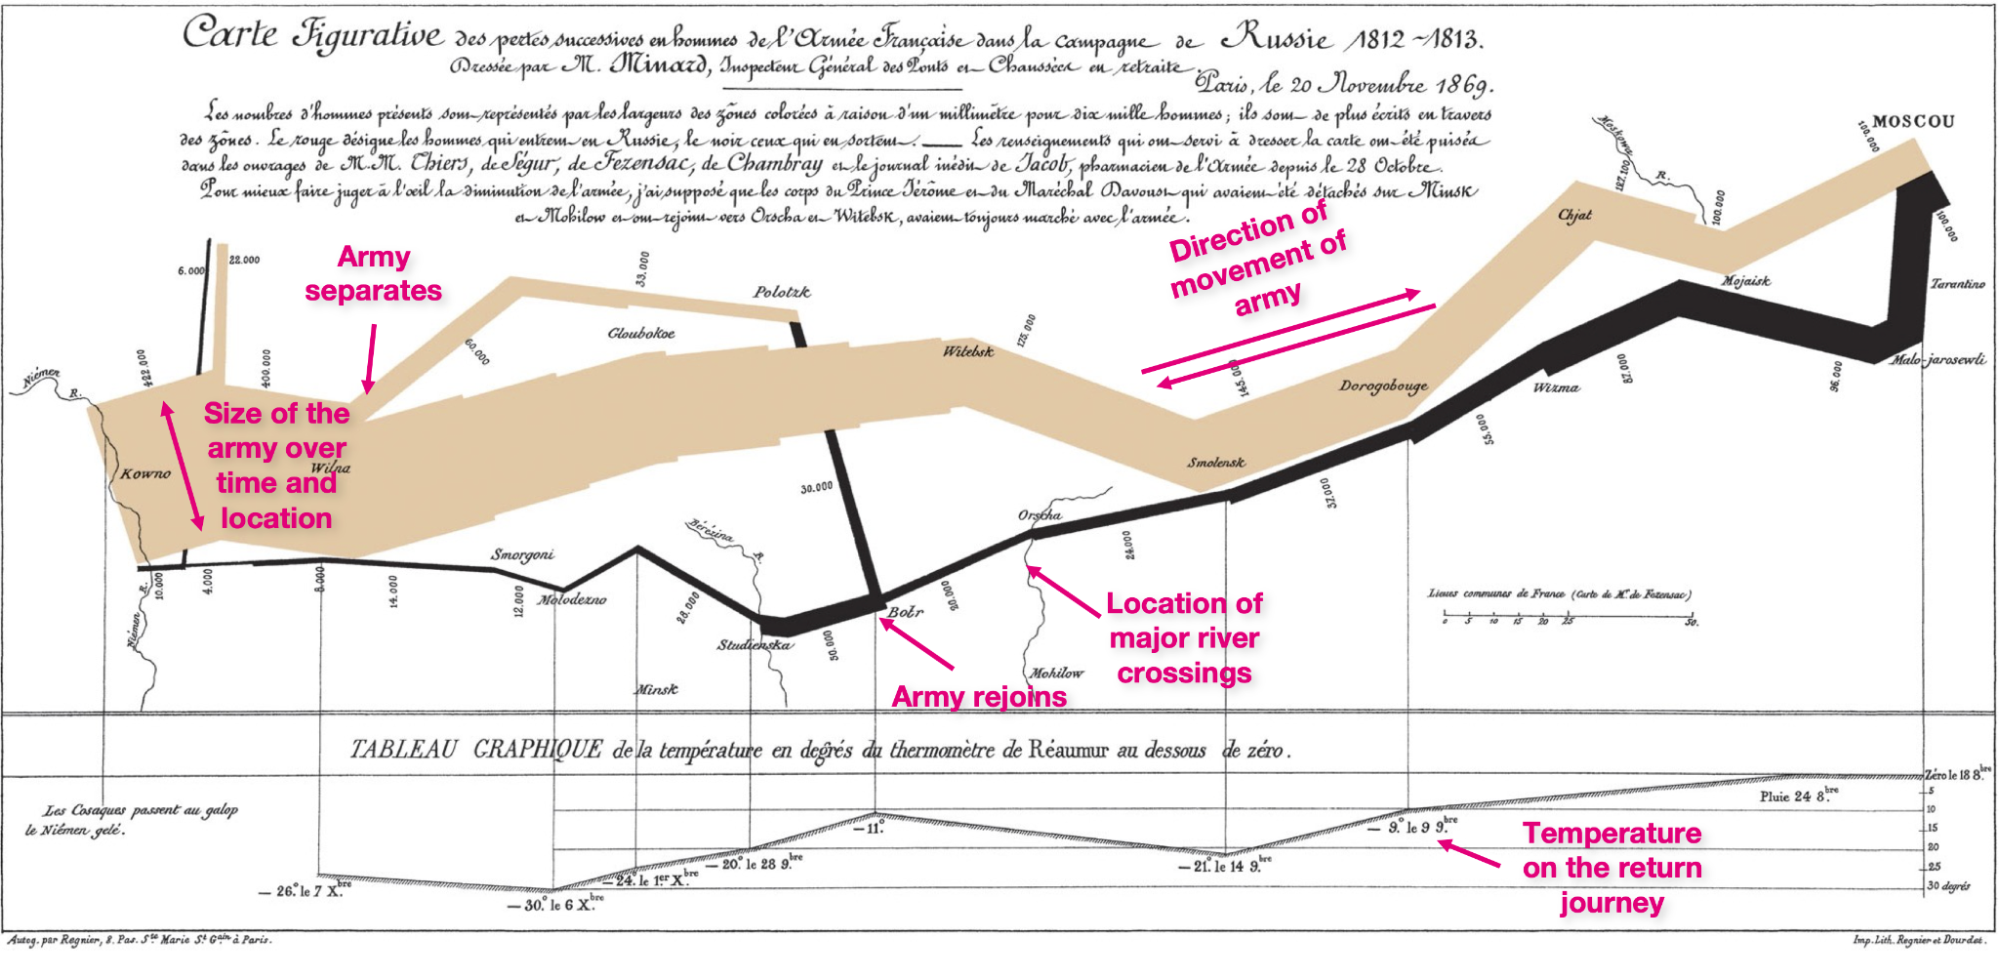 Carte Figurative des pertes successives en hommes de l'Armée Française dans la campagne de Russie 1812~1813.
Dressée par M. Minard, Inspecteur Général des Ponts et Chaussées en retraite.
Paris, le 20 Novembre 1869.
Les nombres d'hommes présents sont représentés par les largeurs des zônes colorées à raison d'un millimètre pour dix mille hommes; ils sont de plus écrits en travers
des zônes. Le rouge désigne les hommes qui entrent en Russie, le noir ceux qui en sortent. Les renseignements qui ont servi à dresser la carte ont été puisés
dans les ouvrages de M.M. Thiers, de Ségur, de Fezensac, de Chambray et le journal inédit de Jacob, pharmacien de l'Armée depuis le 28 Octobre.
Pour mieux faire juger à l'œil la diminution de l'armée, j'ai supposé que les corps du Prince Jérôme et du Maréchal Davoust qui avaient été détachés sur Minsk
et Mohilow et ont rejoint vers Orscha et Witebsk, avaient toujours marché avec l'armée.
MOSCOU
100.000
Moskowa
R.
127.100
100.000
Chjat
100.000
Direction of
movement of
army
Army
separates
6.000
22.000
33.000
Polotzk
Tarantino
Mojaisk
Gloubokoe
175.000
60.000
Witebsk
422.000
400.000
Niémen
R.
145.000
Dorogobouge
Wizma
87.000
96.000
Malo-jarosewli
Size of the
army over
time and
location
Kowno
Wilna
Smolensk
55.000
30.000
37.000
Orscha
Bérézina
R.
24.000
Smorgoni
R.
10.000
4.000
8.000
14.000
12.000
Molodezno
28.000
20.000
Bobr
Location of
major river
crossings
Lieues communes de France (Carte de M. de Fezensac)
0 5 10 15 20 25 50.
Niémen
Studienska
50.000
Minsk
Mohilow
Army rejoins
TABLEAU GRAPHIQUE de la température en degrés du thermomètre de Réaumur au dessous de zéro.
Zéro le 18 8.bre
5
10
15
20
25
30 degrés
Pluie 24 8.bre
Les Cosaques passent au galop
le Niémen gelé.
— 26.° le 7 X.bre
— 30.° le 6 X.bre
— 24.° le 1.er X.bre
— 20.° le 28 9.bre
— 11.°
— 21.° le 14 9.bre
— 9.° le 9 9.bre
Temperature
on the return
journey
Autog. par Regnier, 8. Pas. S.te Marie S.t G.ain à Paris.
Imp. Lith. Regnier et Dourdet.